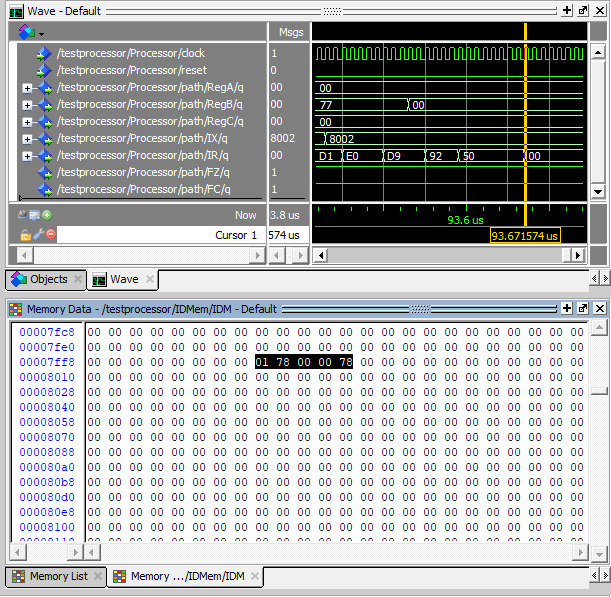 Wave - Default
Msgs
/testprocessor/Processor/clock 1
/testprocessor/Processor/reset 0
/testprocessor/Processor/path/RegA/q 00 00
/testprocessor/Processor/path/RegB/q 00 77 00
/testprocessor/Processor/path/RegC/q 00 00
/testprocessor/Processor/path/IX/q 8002 8002
/testprocessor/Processor/path/IR/q 00 D1 E0 D9 92 50 00
/testprocessor/Processor/path/FZ/q 1
/testprocessor/Processor/path/FC/q 1
Now 3.8 us 93.6 us
Cursor 1 574 us 93.671574 us
Objects Wave
Memory Data - /testprocessor/IDMem/IDM - Default
00007fc8 00 00 00 00 00 00 00 00 00 00 00 00 00 00 00 00 00 00 00 00 00 00 00 00
00007fe0 00 00 00 00 00 00 00 00 00 00 00 00 00 00 00 00 00 00 00 00 00 00 00 00
00007ff8 00 00 00 00 00 00 00 00 01 78 00 00 78 00 00 00 00 00 00 00 00 00 00 00
00008010 00 00 00 00 00 00 00 00 00 00 00 00 00 00 00 00 00 00 00 00 00 00 00 00
00008028 00 00 00 00 00 00 00 00 00 00 00 00 00 00 00 00 00 00 00 00 00 00 00 00
00008040 00 00 00 00 00 00 00 00 00 00 00 00 00 00 00 00 00 00 00 00 00 00 00 00
00008058 00 00 00 00 00 00 00 00 00 00 00 00 00 00 00 00 00 00 00 00 00 00 00 00
00008070 00 00 00 00 00 00 00 00 00 00 00 00 00 00 00 00 00 00 00 00 00 00 00 00
00008088 00 00 00 00 00 00 00 00 00 00 00 00 00 00 00 00 00 00 00 00 00 00 00 00
000080a0 00 00 00 00 00 00 00 00 00 00 00 00 00 00 00 00 00 00 00 00 00 00 00 00
000080b8 00 00 00 00 00 00 00 00 00 00 00 00 00 00 00 00 00 00 00 00 00 00 00 00
000080d0 00 00 00 00 00 00 00 00 00 00 00 00 00 00 00 00 00 00 00 00 00 00 00 00
000080e8 00 00 00 00 00 00 00 00 00 00 00 00 00 00 00 00 00 00 00 00 00 00 00 00
00008100 00 00 00 00 00 00 00 00 00 00 00 00 00 00 00 00 00 00 00 00 00 00 00 00
Memory List Memory .../IDMem/IDM